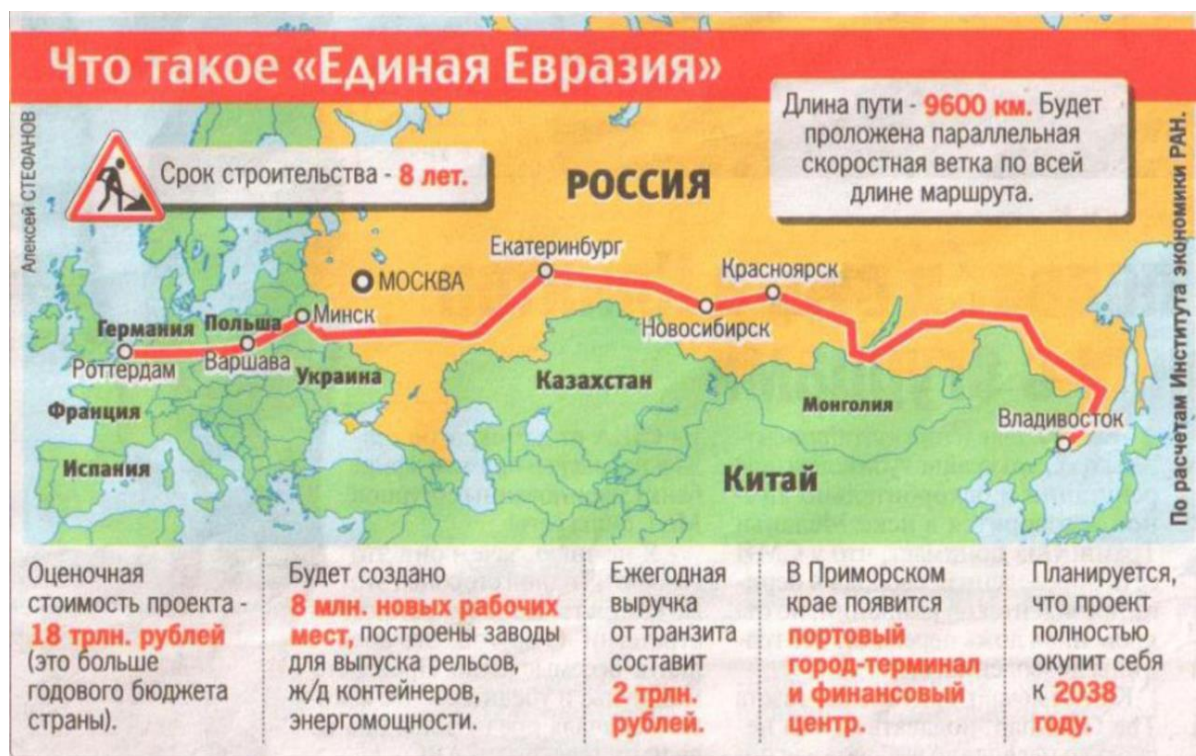 Что такое «Единая Евразия»
Алексей СТЕФАНОВ
Срок строительства - 8 лет.
РОССИЯ
Длина пути - 9600 км. Будет
проложена параллельная
скоростная ветка по всей
длине маршрута.
По расчетам Института экономики РАН.
Екатеринбург
Красноярск
МОСКВА
Новосибирск
Минск
Германия
Польша
Роттердам
Варшава
Украина
Казахстан
Монголия
Франция
Владивосток
Испания
Китай
Оценочная
стоимость проекта -
18 трлн. рублей
(это больше
годового бюджета
страны).
Будет создано
8 млн. новых рабочих
мест, построены заводы
для выпуска рельсов,
ж/д контейнеров,
энергомощности.
Ежегодная
выручка
от транзита
составит
2 трлн.
рублей.
В Приморском
крае появится
портовый
город-терминал
и финансовый
центр.
Планируется,
что проект
полностью
окупит себя
к 2038
году.